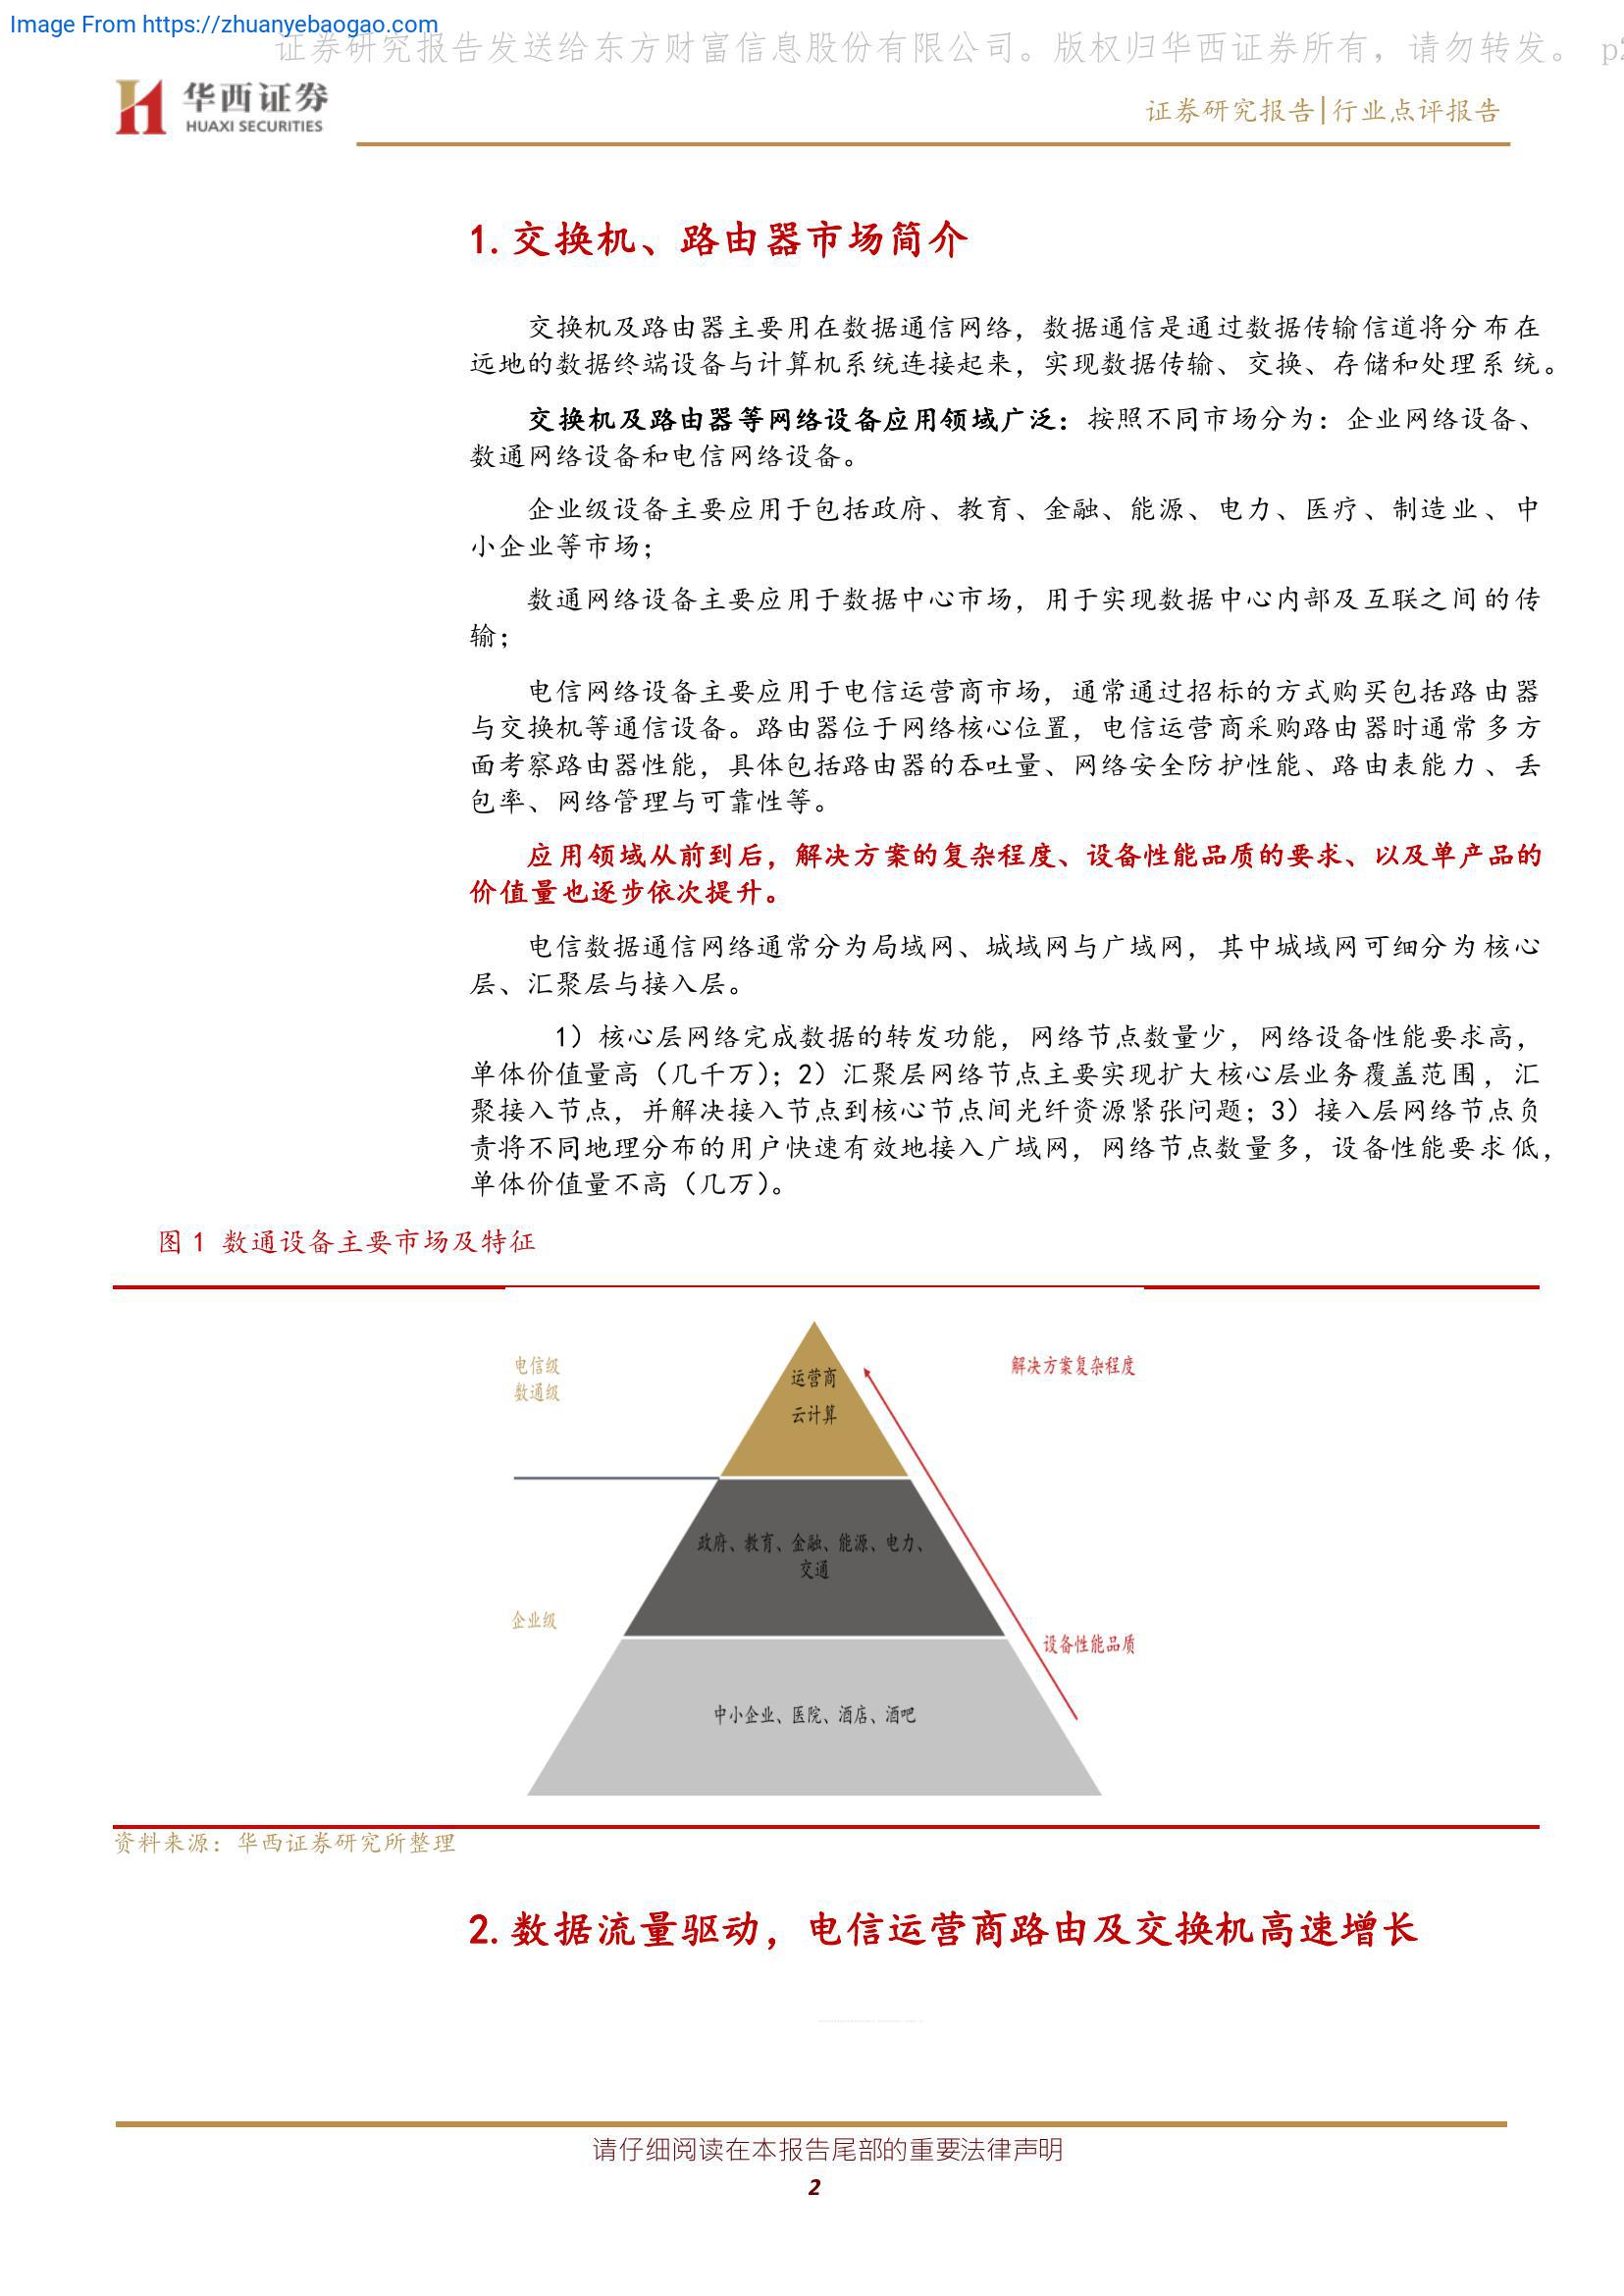 Image From https://zhuanyebaogao.com
证券研究报告发送给东方财富信息股份有限公司。版权归华西证券所有，请勿转发。 p2
华西证券
HUAXI SECURITIES
证券研究报告|行业点评报告
1.交换机、路由器市场简介
交换机及路由器主要用在数据通信网络，数据通信是通过数据传输信道将分布在
远地的数据终端设备与计算机系统连接起来，实现数据传输、交换、存储和处理系统。
交换机及路由器等网络设备应用领域广泛：按照不同市场分为：企业网络设备、
数通网络设备和电信网络设备。
企业级设备主要应用于包括政府、教育、金融、能源、电力、医疗、制造业、中
小企业等市场；
数通网络设备主要应用于数据中心市场，用于实现数据中心内部及互联之间的传
输；
电信网络设备主要应用于电信运营商市场，通常通过招标的方式购买包括路由器
与交换机等通信设备。路由器位于网络核心位置，电信运营商采购路由器时通常多方
面考察路由器性能，具体包括路由器的吞吐量、网络安全防护性能、路由表能力、丢
包率、网络管理与可靠性等。
应用领域从前到后，解决方案的复杂程度、设备性能品质的要求、以及单产品的
价值量也逐步依次提升。
电信数据通信网络通常分为局域网、城域网与广域网，其中城域网可细分为核心
层、汇聚层与接入层。
1）核心层网络完成数据的转发功能，网络节点数量少，网络设备性能要求高，
单体价值量高（几千万）；2）汇聚层网络节点主要实现扩大核心层业务覆盖范围，汇
聚接入节点，并解决接入节点到核心节点间光纤资源紧张问题；3）接入层网络节点负
责将不同地理分布的用户快速有效地接入广域网，网络节点数量多，设备性能要求低，
单体价值量不高（几万）。
图1 数通设备主要市场及特征
电信级
数通级
运营商
云计算
解决方案复杂程度
政府、教育、金融、能源、电力、
交通
企业级
设备性能品质
中小企业、医院、酒店、酒吧
资料来源：华西证券研究所整理
2.数据流量驱动，电信运营商路由及交换机高速增长
请仔细阅读在本报告尾部的重要法律声明
2